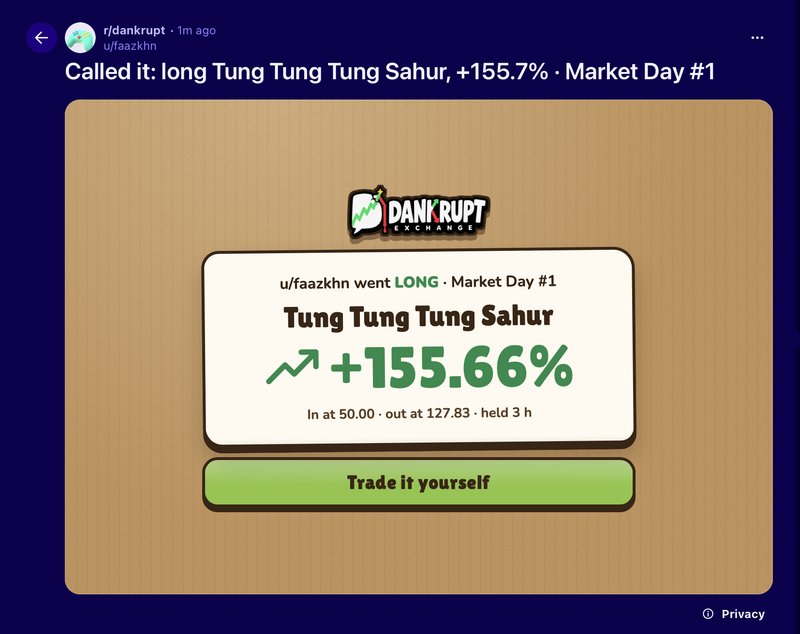 r/dankrupt · 1m ago
u/faazkhn
Called it: long Tung Tung Tung Sahur, +155.7% · Market Day #1
DANKRUPT
EXCHANGE
u/faazkhn went LONG · Market Day #1
Tung Tung Tung Sahur
+155.66%
In at 50.00 · out at 127.83 · held 3 h
Trade it yourself
Privacy